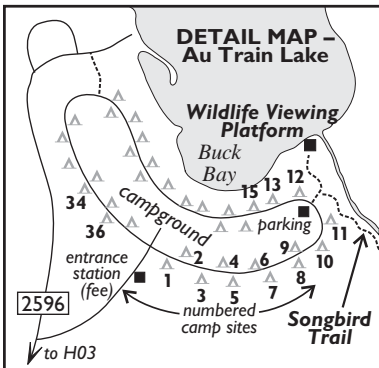 DETAIL MAP –
Au Train Lake
Wildlife Viewing
Platform
Buck
Bay
15 13 12
34
36
campground
parking
11
9
10
entrance
station
(fee)
2
4
6
1
3
5
7
8
numbered
camp sites
2596
to H03
Songbird
Trail